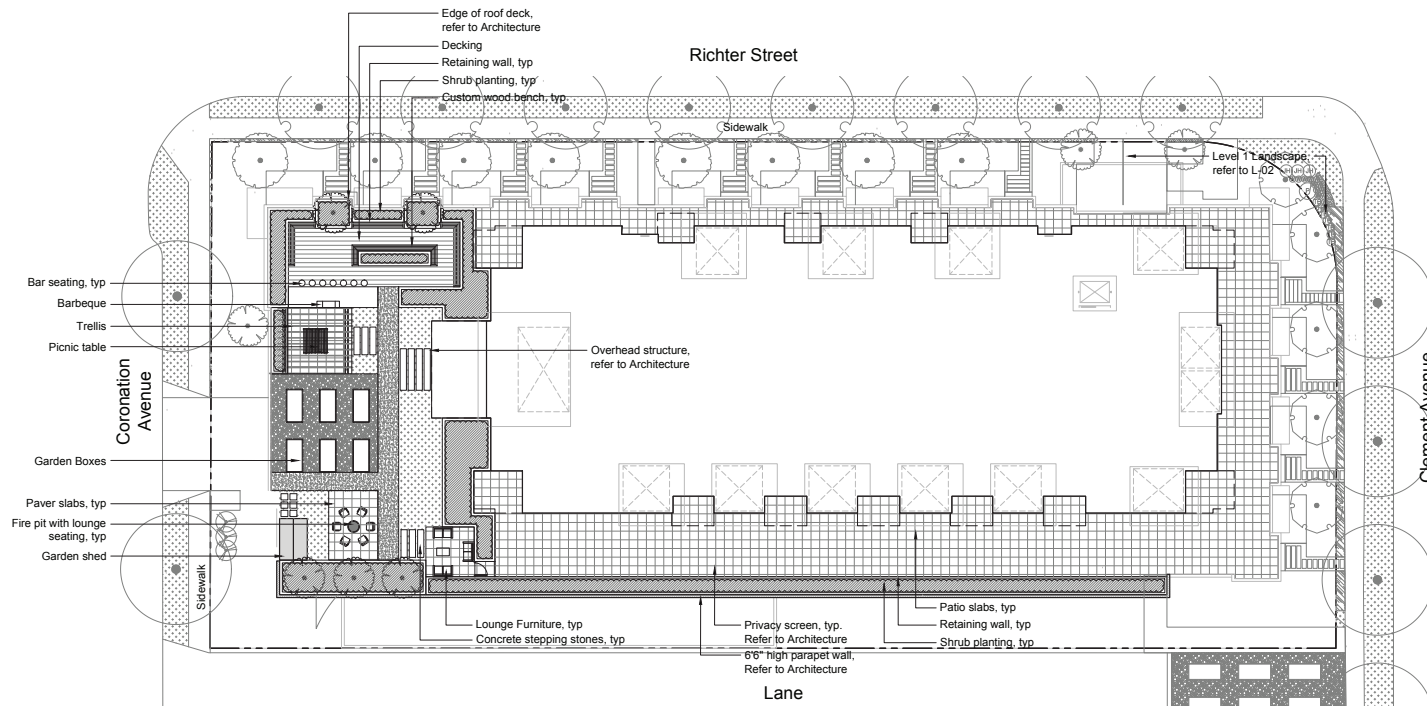 Edge of roof deck,
refer to Architecture
Decking
Retaining wall, typ
Shrub planting, typ
Custom wood bench, typ
Richter Street
Sidewalk
Level 1 Landscape,
refer to L-02
JH JH JH
Bar seating, typ
Barbeque
Trellis
Picnic table
Overhead structure,
refer to Architecture
Coronation
Avenue
Clement Avenue
Garden Boxes
Paver slabs, typ
Fire pit with lounge
seating, typ
Garden shed
Sidewalk
Lounge Furniture, typ
Concrete stepping stones, typ
Privacy screen, typ.
Refer to Architecture
6'6" high parapet wall,
Refer to Architecture
Patio slabs, typ
Retaining wall, typ
Shrub planting, typ
Lane